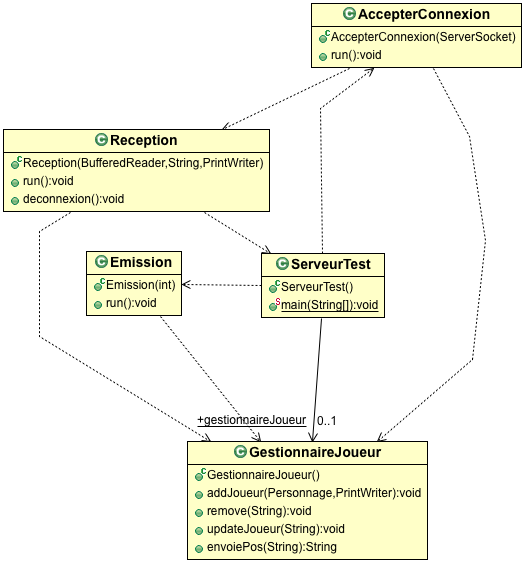 AccepterConnexion
AccepterConnexion(ServerSocket)
run():void
Reception
Reception(BufferedReader,String,PrintWriter)
run():void
deconnexion():void
Emission
Emission(int)
run():void
ServeurTest
ServeurTest()
main(String[]):void
+gestionnaireJoueur
0..1
GestionnaireJoueur
GestionnaireJoueur()
addJoueur(Personnage,PrintWriter):void
remove(String):void
updateJoueur(String):void
envoiePos(String):String